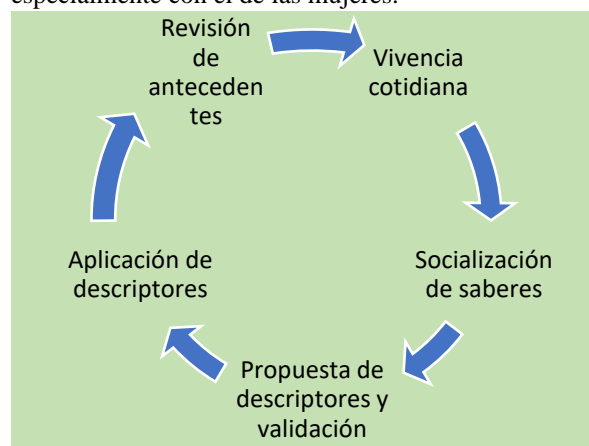 especialmente con el de las mujeres.
Revisión
de
anteceden
tes
Vivencia
cotidiana
Socialización
de saberes
Propuesta de
descriptores y
validación
Aplicación de
descriptores